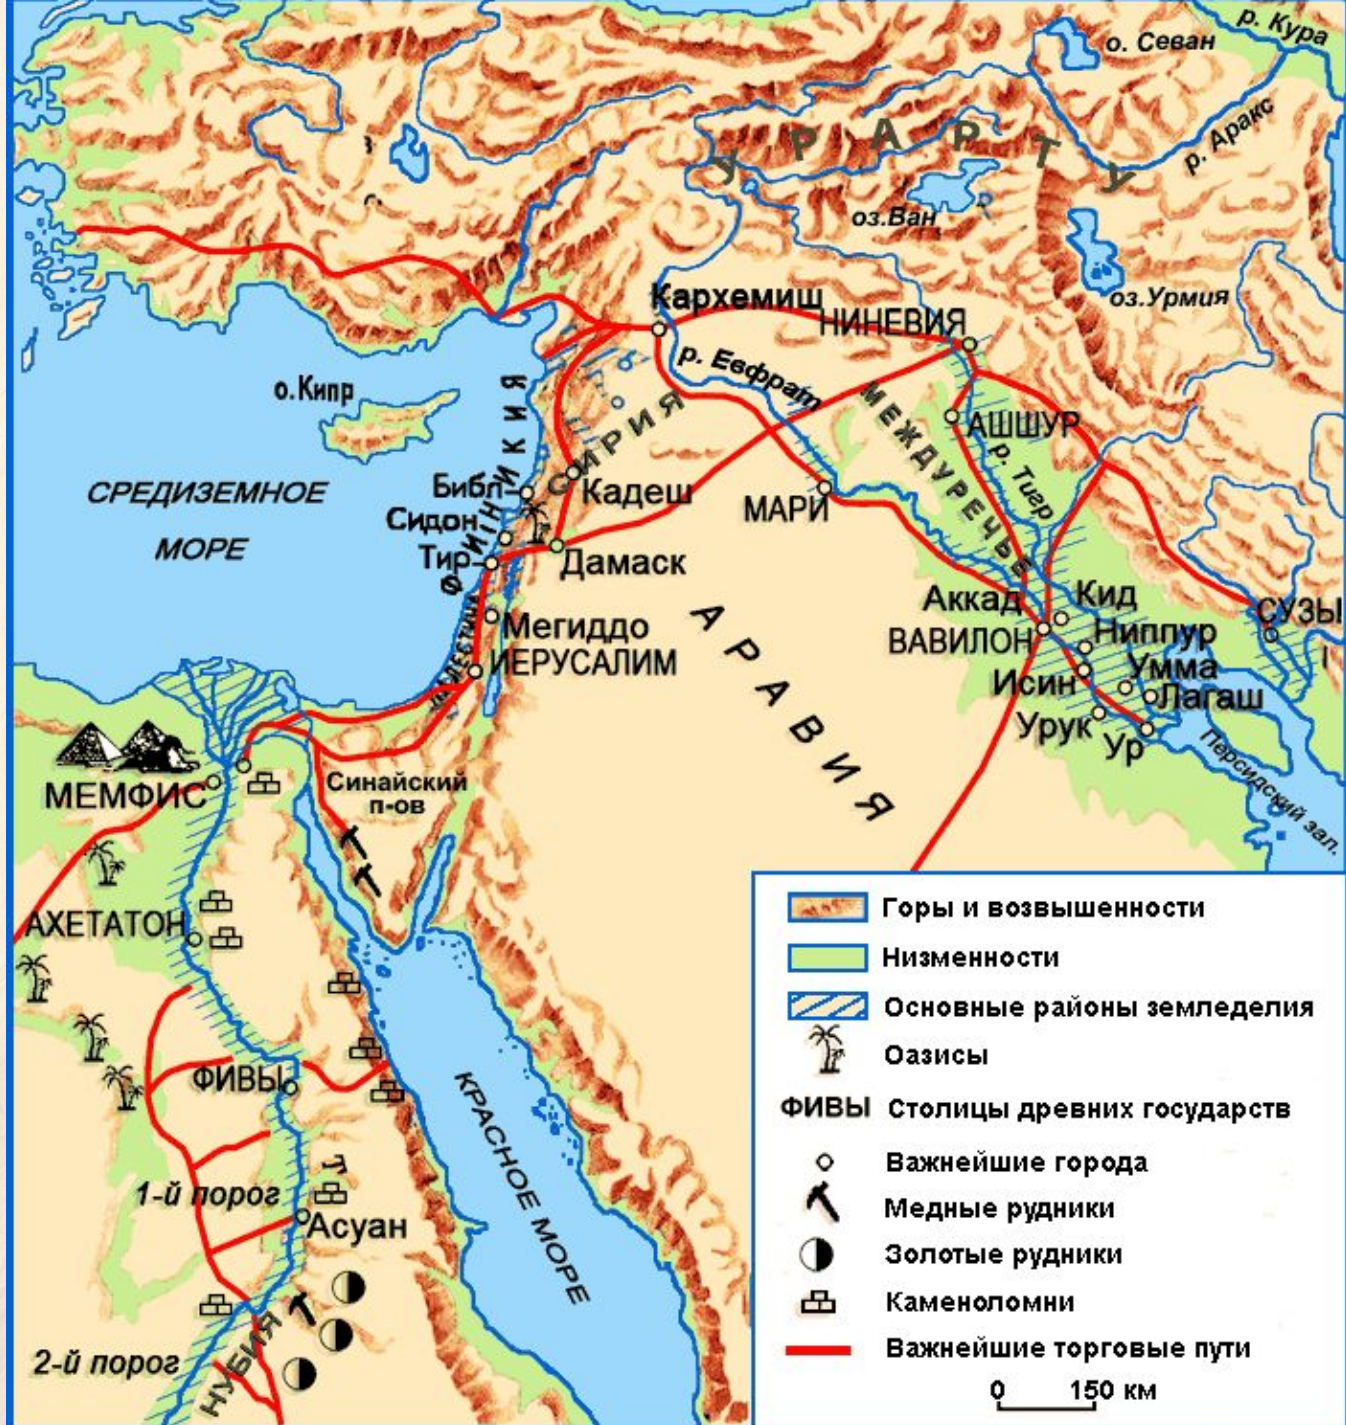 р. Кура
о. Севан
р. Аракс
УРАРТУ
оз.Ван
оз.Урмия
Кархемиш
НИНЕВИЯ
р. Евфрат
о.Кипр
МЕЖДУРЕЧЬЕ
АШШУР
р. Тигр
СИРИЯ
ФИНИКИЯ
СРЕДИЗЕМНОЕ
МОРЕ
Библ
Кадеш
МАРИ
Сидон
Тир
Дамаск
АРАВИЯ
Аккад
Кид
СУЗЫ
ПАЛЕСТИНА
Мегиддо
ВАВИЛОН
Ниппур
ИЕРУСАЛИМ
Умма
Исин
Лагаш
Урук
Ур
Персидский зал.
Синайский
п-ов
МЕМФИС
АХЕТАТОН
ФИВЫ
КРАСНОЕ МОРЕ
Т
1-й порог
Асуан
НУБИЯ
2-й порог
Горы и возвышенности
Низменности
Основные районы земледелия
Оазисы
ФИВЫ Столицы древних государств
Важнейшие города
Медные рудники
Золотые рудники
Каменоломни
Важнейшие торговые пути
0 150 км